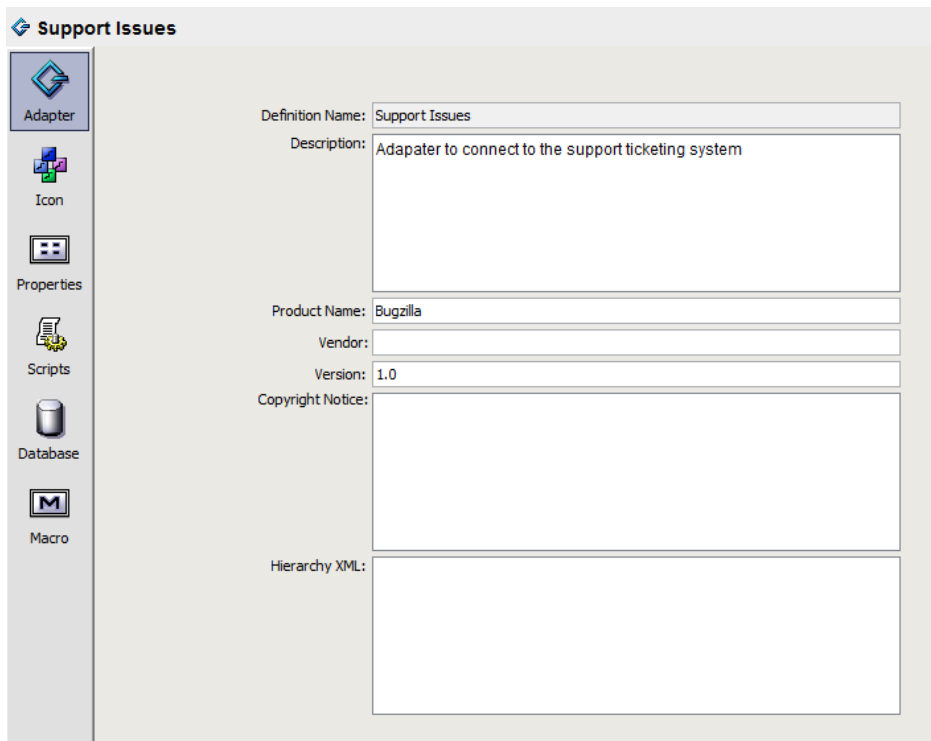 Support Issues
Adapter
Icon
Properties
Scripts
Database
M
Macro
Definition Name: Support Issues
Description: Adapater to connect to the support ticketing system
Product Name: Bugzilla
Vendor:
Version: 1.0
Copyright Notice:
Hierarchy XML: